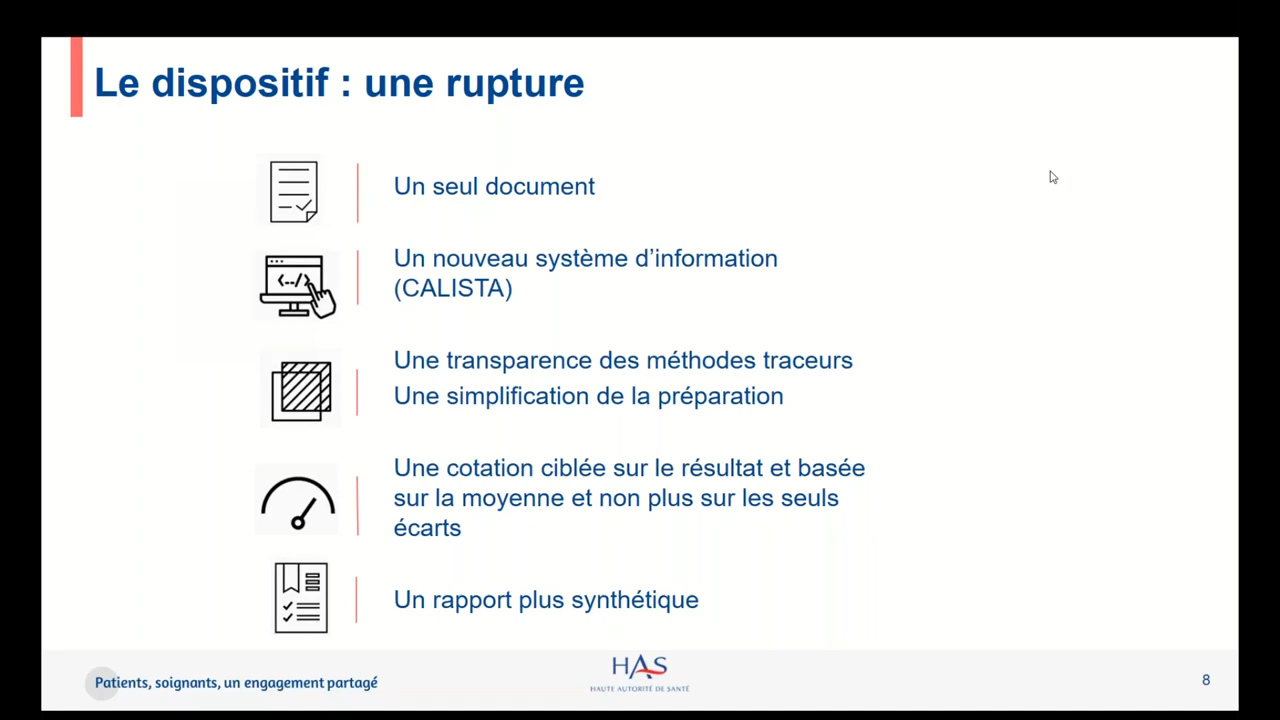 Le dispositif : une rupture
Un seul document
Un nouveau système d’information
(CALISTA)
Une transparence des méthodes traceurs
Une simplification de la préparation
Une cotation ciblée sur le résultat et basée
sur la moyenne et non plus sur les seuls
écarts
Un rapport plus synthétique
Patients, soignants, un engagement partagé
HAS
HAUTE AUTORITÉ DE SANTÉ
8